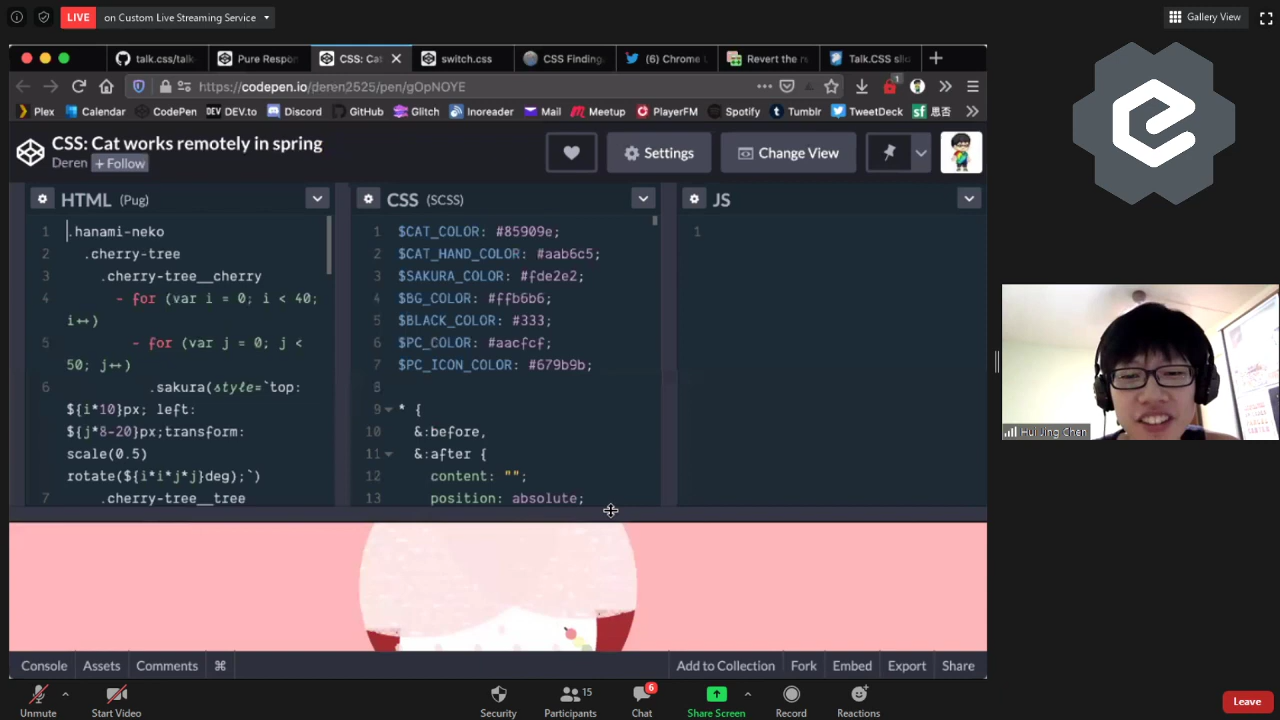 LIVE on Custom Live Streaming Service
Gallery View
talk.css/talk
Pure Respo
CSS: Cat
switch.css
CSS Finding
(6) Chrome
Revert the r
Talk.CSS sli
https://codepen.io/deren2525/pen/gOpNOYE
1
Plex
Calendar
CodePen
DEV.to
Discord
GitHub
Glitch
Inoreader
Mail
Meetup
PlayerFM
Spotify
Tumblr
TweetDeck
sf 思否
CSS: Cat works remotely in spring
Deren + Follow
Settings
Change View
HTML (Pug)
1 .hanami-neko
2 .cherry-tree
3 .cherry-tree__cherry
4 - for (var i = 0; i < 40;
i++)
5 - for (var j = 0; j <
50; j++)
6 .sakura(style=`top:
${i*10}px; left:
${j*8-20}px;transform:
scale(0.5)
rotate(${i*i*j*j}deg);`)
7 .cherry-tree__tree
CSS (SCSS)
1 $CAT_COLOR: #85909e;
2 $CAT_HAND_COLOR: #aab6c5;
3 $SAKURA_COLOR: #fde2e2;
4 $BG_COLOR: #ffb6b6;
5 $BLACK_COLOR: #333;
6 $PC_COLOR: #aacfcf;
7 $PC_ICON_COLOR: #679b9b;
8
9 * {
10 &:before,
11 &:after {
12 content: "";
13 position: absolute;
JS
1
Hui Jing Chen
Console
Assets
Comments
⌘
Add to Collection
Fork
Embed
Export
Share
Unmute
Start Video
Security
Participants 15
Chat 6
Share Screen
Record
Reactions
Leave